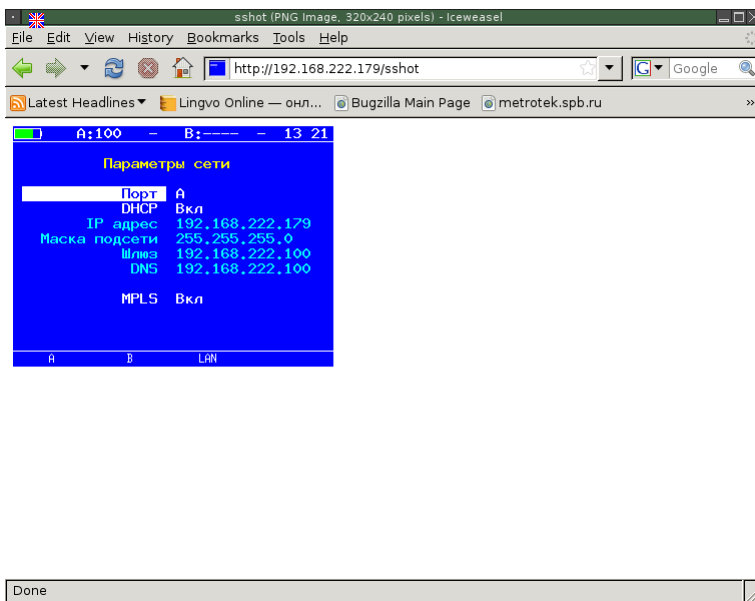 sshot (PNG Image, 320x240 pixels) - Iceweasel
File Edit View History Bookmarks Tools Help
http://192.168.222.179/sshot G Google
Latest Headlines Lingvo Online — онл... Bugzilla Main Page metrotek.spb.ru »
A:100 – B:---- – 13 21
Параметры сети
Порт А
DHCP Вкл
IP адрес 192.168.222.179
Маска подсети 255.255.255.0
Шлюз 192.168.222.100
DNS 192.168.222.100
MPLS Вкл
A B LAN
Done